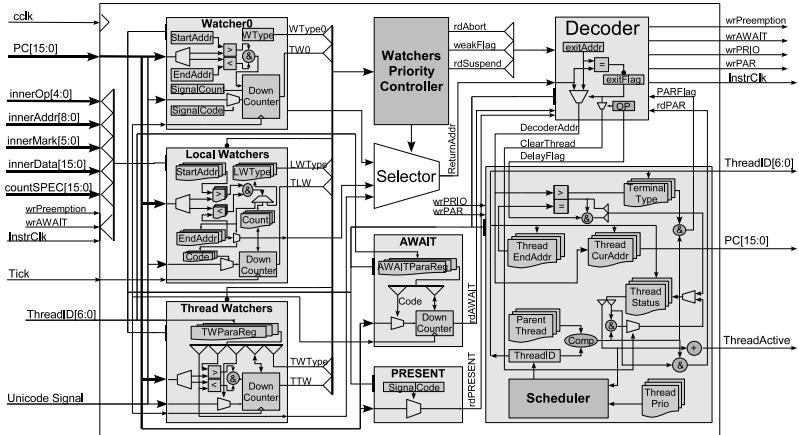 cclk
PC[15:0]
innerOp[4:0]
innerAddr[8:0]
innerMark[5:0]
innerData[15:0]
countSPEC[15:0]
wrPreemption
wrAWAIT
InstrClk
Tick
ThreadID[6:0]
Unicode Signal
Watcher0
StartAddr
WType
>
<
&
EndAddr
SignalCount
SignalCode
Down
Counter
WType0
TW0
Local Watchers
StartAddr
LWType
>
<
&
Count
EndAddr
Code
Down
Counter
LWType
TLW
Thread Watchers
TWParaReg
>
<
&
Down
Counter
TWType
TTW
Watchers
Priority
Controller
rdAbort
weakFlag
rdSuspend
Selector
ReturnAddr
wrPRIO
wrPAR
AWAIT
AWAITParaReg
Code
Down
Counter
rdAWAIT
PRESENT
SignalCode
rdPRESENT
Decoder
exitAddr
=
exitFlag
OP
DecoderAddr
ClearThread
DelayFlag
PARFlag
rdPAR
>
=
&
Terminal
Type
&
Thread
EndAddr
Thread
CurAddr
Thread
Status
Parent
Thread
Comp
ThreadID
&
+
&
Scheduler
Thread
Prio
wrPreemption
wrAWAIT
wrPRIO
wrPAR
InstrClk
ThreadID[6:0]
PC[15:0]
ThreadActive